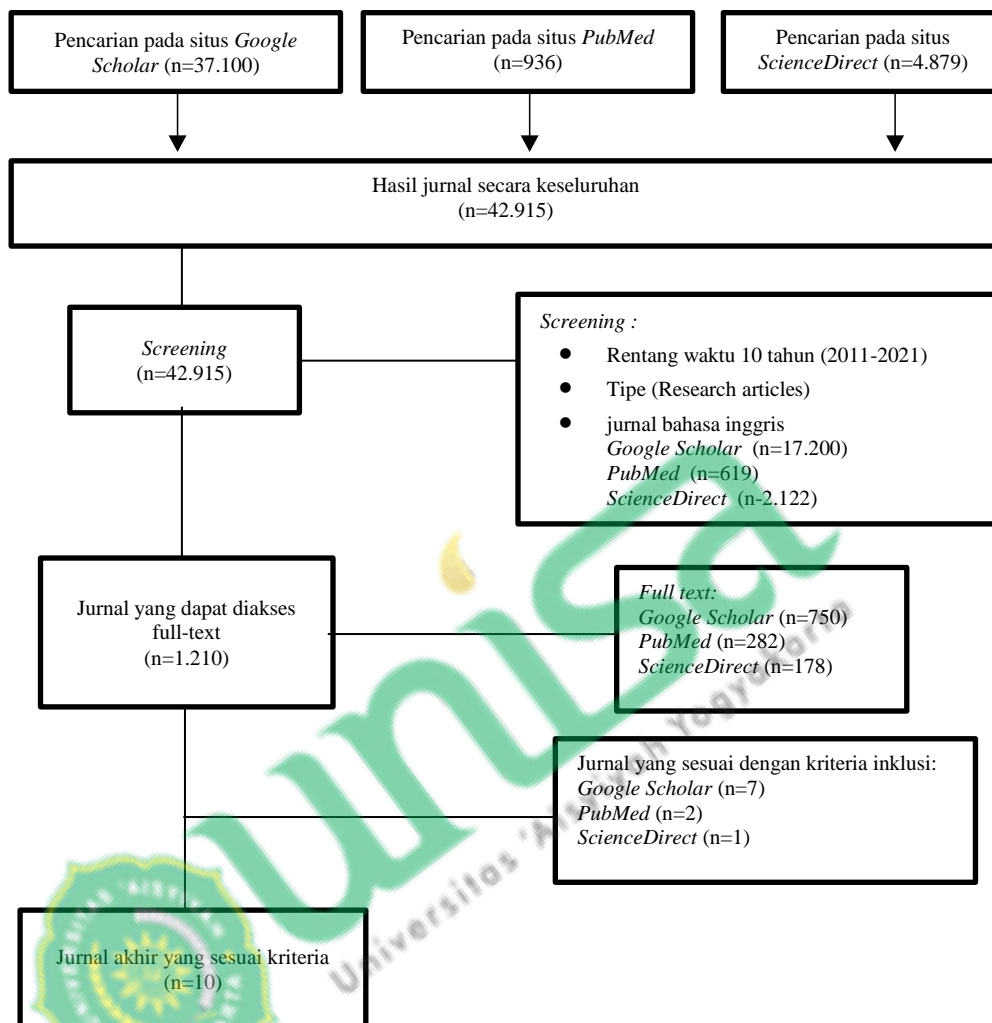 Pencarian pada situs Google
Scholar (n=37.100)
Pencarian pada situs PubMed
(n=936)
Pencarian pada situs
ScienceDirect (n=4.879)
Hasil jurnal secara keseluruhan
(n=42.915)
Screening
(n=42.915)
Screening :
● Rentang waktu 10 tahun (2011-2021)
● Tipe (Research articles)
● jurnal bahasa inggris
Google Scholar (n=17.200)
PubMed (n=619)
ScienceDirect (n-2.122)
Jurnal yang dapat diakses
full-text
(n=1.210)
Full text:
Google Scholar (n=750)
PubMed (n=282)
ScienceDirect (n=178)
Jurnal yang sesuai dengan kriteria inklusi:
Google Scholar (n=7)
PubMed (n=2)
ScienceDirect (n=1)
Jurnal akhir yang sesuai kriteria
(n=10)
unisa
Universitas 'Aisyiyah Yogyakarta